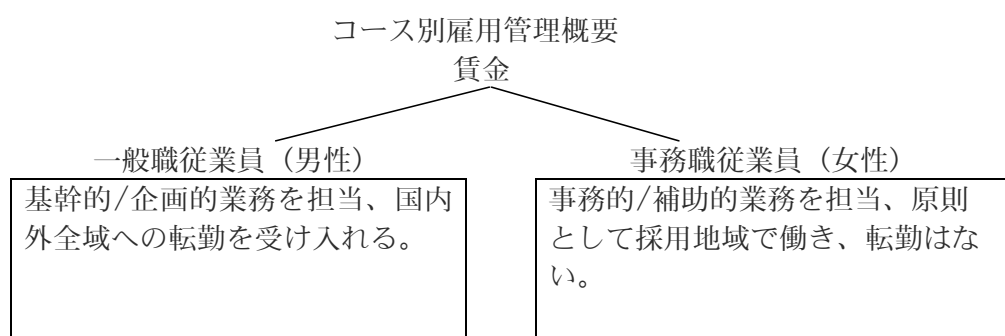 コース別雇用管理概要
賃金
一般職従業員（男性）
事務職従業員（女性）
基幹的/企画的業務を担当、国内
外全域への転勤を受け入れる。
事務的/補助的業務を担当、原則
として採用地域で働き、転勤はな
い。